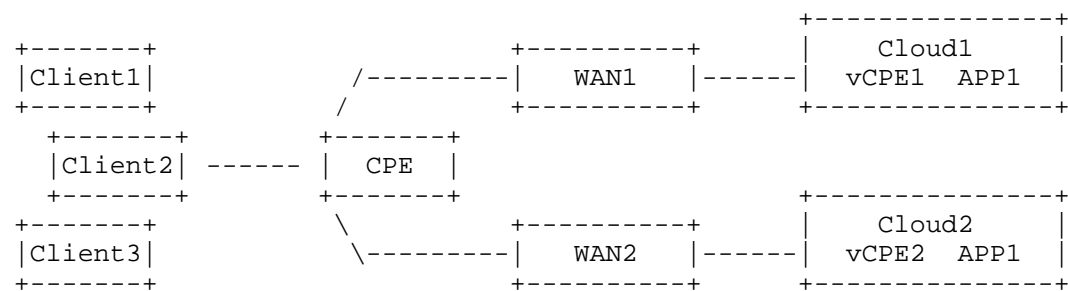 Cloud1
Client1 WAN1 vCPE1 APP1
Client2 CPE
Cloud2
Client3 WAN2 vCPE2 APP1